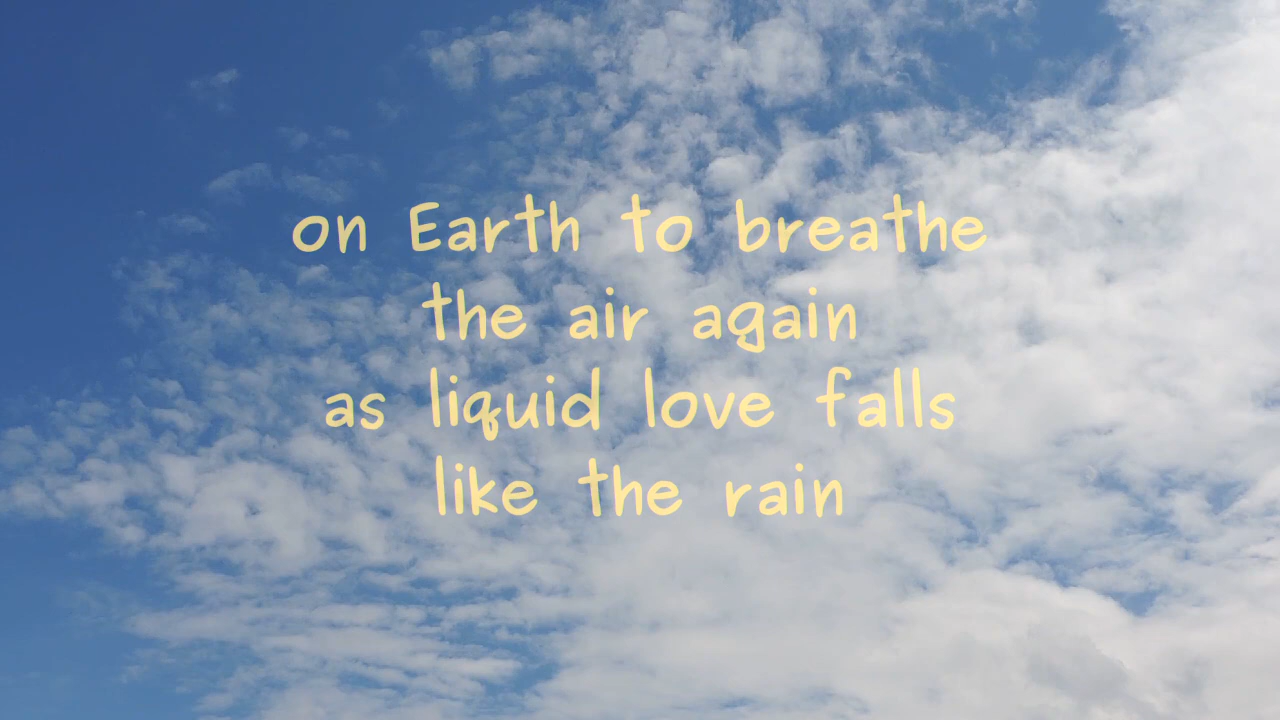 on Earth to breathe
the air again
as liquid love falls
like the rain